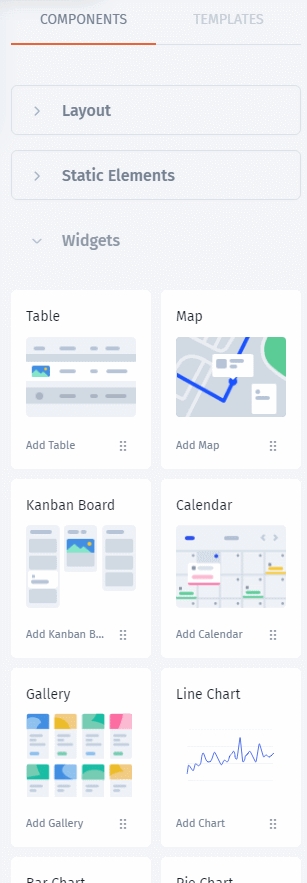 COMPONENTS TEMPLATES
Layout
Static Elements
Widgets
Table Map
Add Table Add Map
Kanban Board Calendar
Add Kanban B... Add Calendar
Gallery Line Chart
Add Gallery Add Chart
Bar Chart Pie Chart